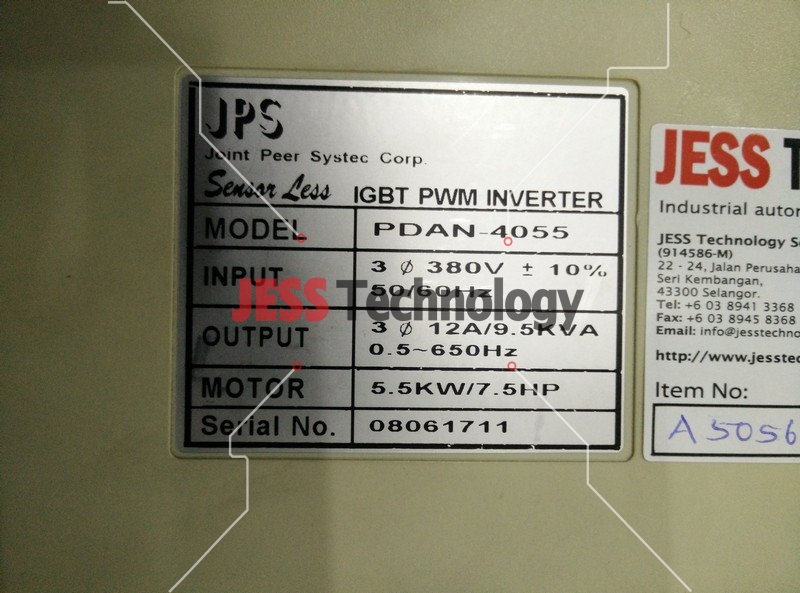 JPS
Joint Peer Systec Corp.
Sensor Less IGBT PWM INVERTER
MODEL PDAN-4055
INPUT 3 Ø 380V ± 10%
50/60Hz
OUTPUT 3 Ø 12A/9.5KVA
0.5~650Hz
MOTOR 5.5KW/7.5HP
Serial No. 08061711
JESS Technology
JESS T
Industrial autom
JESS Technology S
(914586-M)
22 - 24, Jalan Perusaha
Seri Kembangan,
43300 Selangor.
Tel: +6 03 8941 3368
Fax: +6 03 8945 8368
Email: info@jesstechno
http://www.jesstec
Item No:
A5056